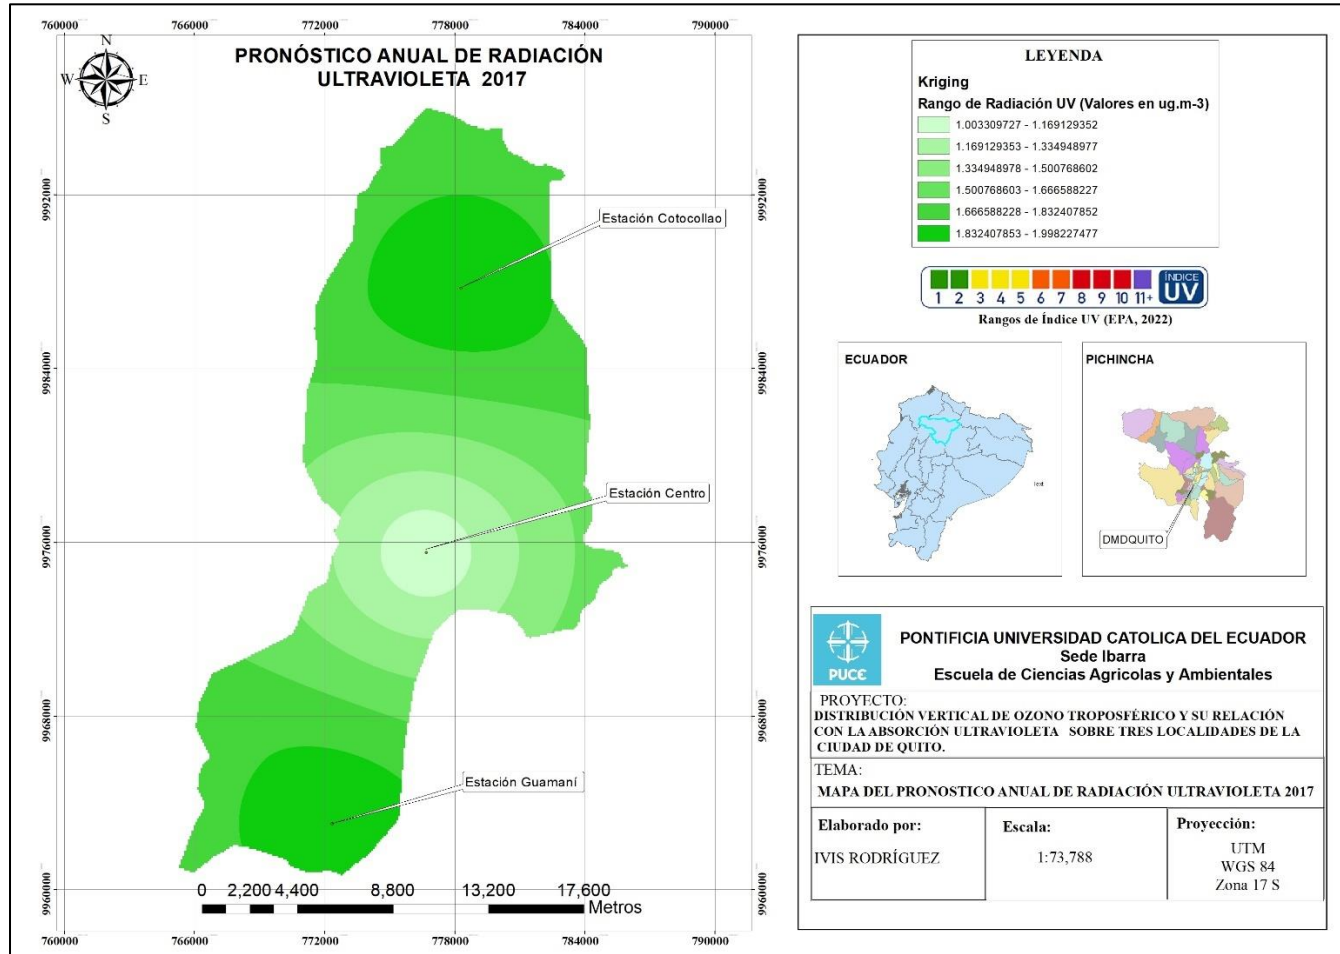 760000 766000 772000 778000 784000 790000
N
W E
S
PRONÓSTICO ANUAL DE RADIACIÓN
ULTRAVIOLETA 2017
9992000
9984000
9976000
9968000
9960000
9992000
9984000
9976000
9968000
9960000
Estación Cotocollao
Estación Centro
Estación Guamaní
0 2,200 4,400 8,800 13,200 17,600
Metros
760000 766000 772000 778000 784000 790000
LEYENDA
Kriging
Rango de Radiación UV (Valores en ug.m-3)
1.003309727 - 1.169129352
1.169129353 - 1.334948977
1.334948978 - 1.500768602
1.500768603 - 1.666588227
1.666588228 - 1.832407852
1.832407853 - 1.998227477
1 2 3 4 5 6 7 8 9 10 11+
ÍNDICE
UV
Rangos de Índice UV (EPA, 2022)
ECUADOR
PICHINCHA
DMDQUITO
PUCE
PONTIFICIA UNIVERSIDAD CATOLICA DEL ECUADOR
Sede Ibarra
Escuela de Ciencias Agricolas y Ambientales
PROYECTO:
DISTRIBUCIÓN VERTICAL DE OZONO TROPOSFÉRICO Y SU RELACIÓN
CON LA ABSORCIÓN ULTRAVIOLETA SOBRE TRES LOCALIDADES DE LA
CIUDAD DE QUITO.
TEMA:
MAPA DEL PRONOSTICO ANUAL DE RADIACIÓN ULTRAVIOLETA 2017
Elaborado por:
IVIS RODRÍGUEZ
Escala:
1:73,788
Proyección:
UTM
WGS 84
Zona 17 S